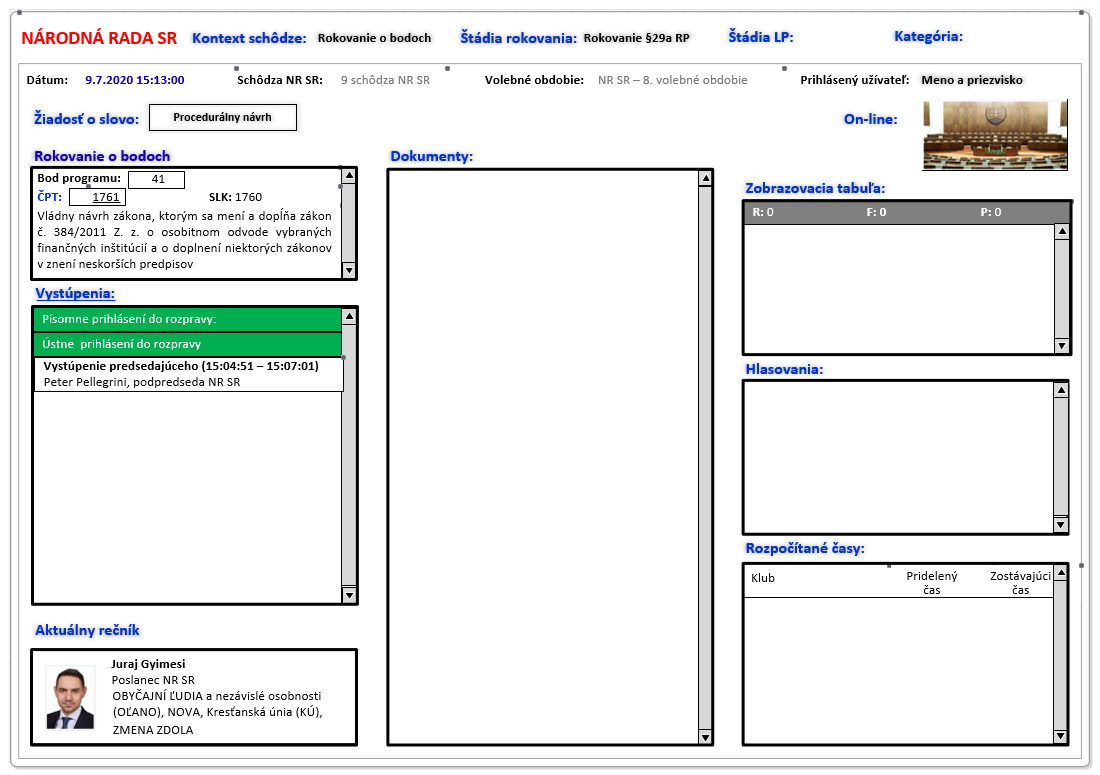 NÁRODNÁ RADA SR Kontext schôdze: Rokovanie o bodoch Štádia rokovania: Rokovanie §29a RP Štádia LP: Kategória:
Dátum: 9.7.2020 15:13:00 Schôdza NR SR: 9 schôdza NR SR Volebné obdobie: NR SR – 8. volebné obdobie Prihlásený užívateľ: Meno a priezvisko
Žiadosť o slovo: Procedurálny návrh On-line:
Rokovanie o bodoch
Bod programu: 41
ČPT: 1761 SLK: 1760
Vládny návrh zákona, ktorým sa mení a dopĺňa zákon
č. 384/2011 Z. z. o osobitnom odvode vybraných
finančných inštitúcií a o doplnení niektorých zákonov
v znení neskorších predpisov
Vystúpenia:
Písomne prihlásení do rozpravy:
Ústne prihlásení do rozpravy
Vystúpenie predsedajúceho (15:04:51 – 15:07:01)
Peter Pellegrini, podpredseda NR SR
Aktuálny rečník
Juraj Gyimesi
Poslanec NR SR
OBYČAJNÍ ĽUDIA a nezávislé osobnosti
(OĽANO), NOVA, Kresťanská únia (KÚ),
ZMENA ZDOLA
Dokumenty:
Zobrazovacia tabuľa:
R: 0 F: 0 P: 0
Hlasovania:
Rozpočítané časy:
Klub Pridelený Zostávajúci
čas čas